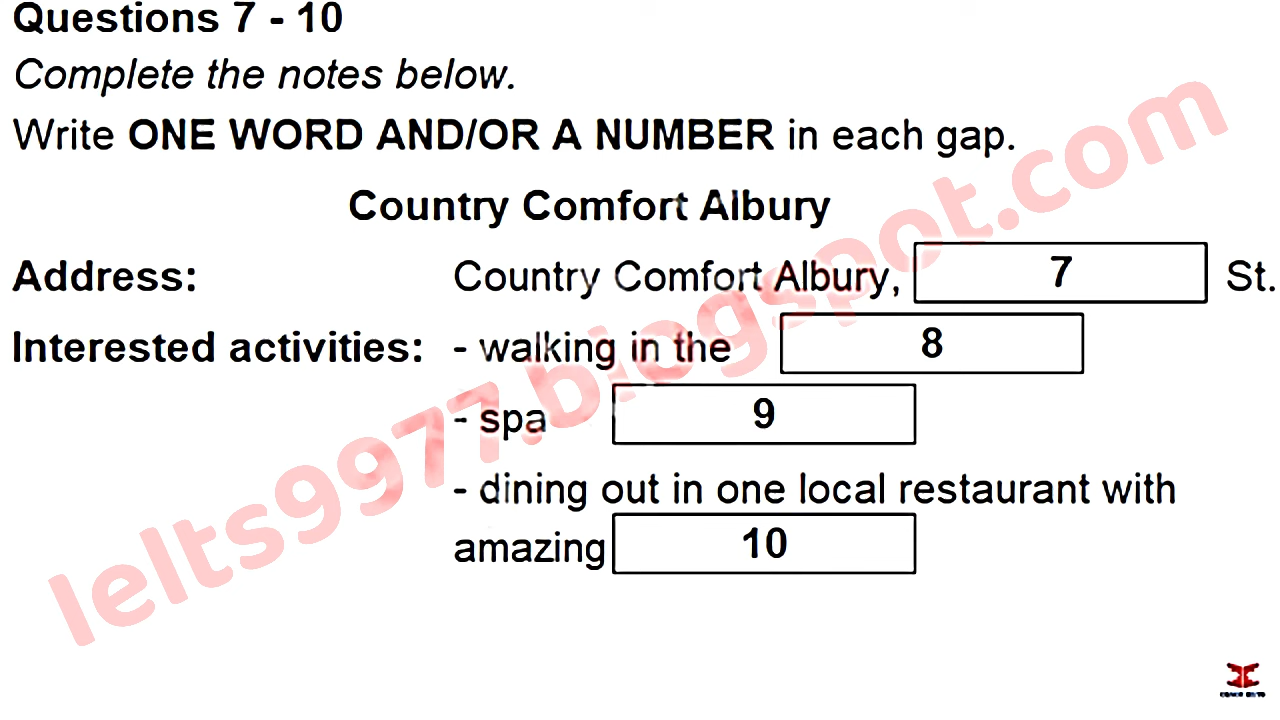 Questions 7 - 10
Complete the notes below.
Write ONE WORD AND/OR A NUMBER in each gap.
Country Comfort Albury
Address: Country Comfort Albury, 7 St.
Interested activities: - walking in the 8
- spa 9
- dining out in one local restaurant with
amazing 10
Ielts9977.blogspot.com